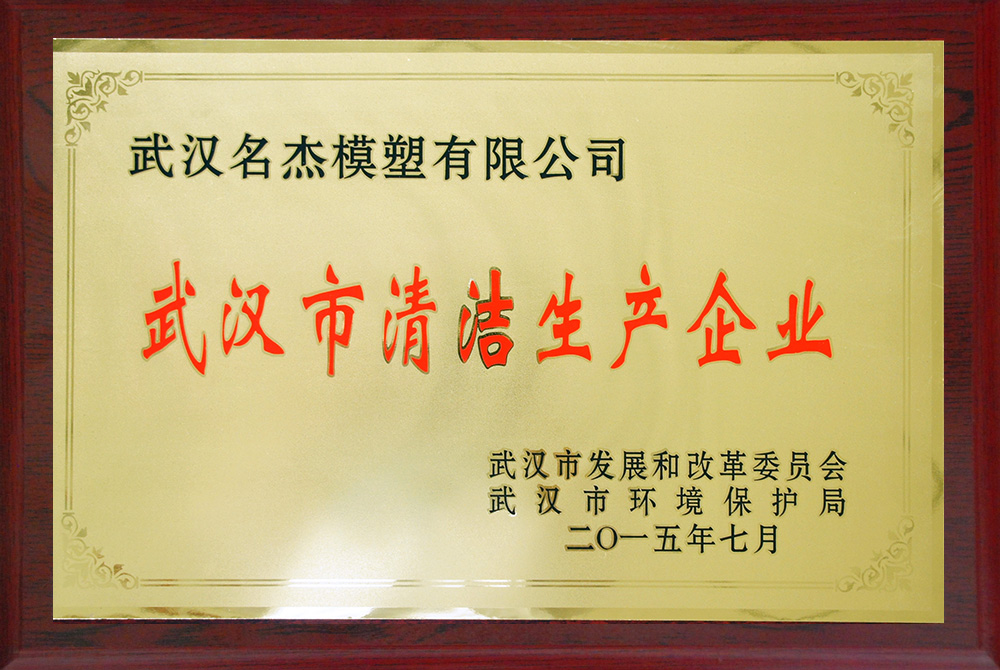 武汉名杰模塑有限公司
武汉市清洁生产企业
武汉市发展和改革委员会
武汉市环境保护局
二〇一五年七月